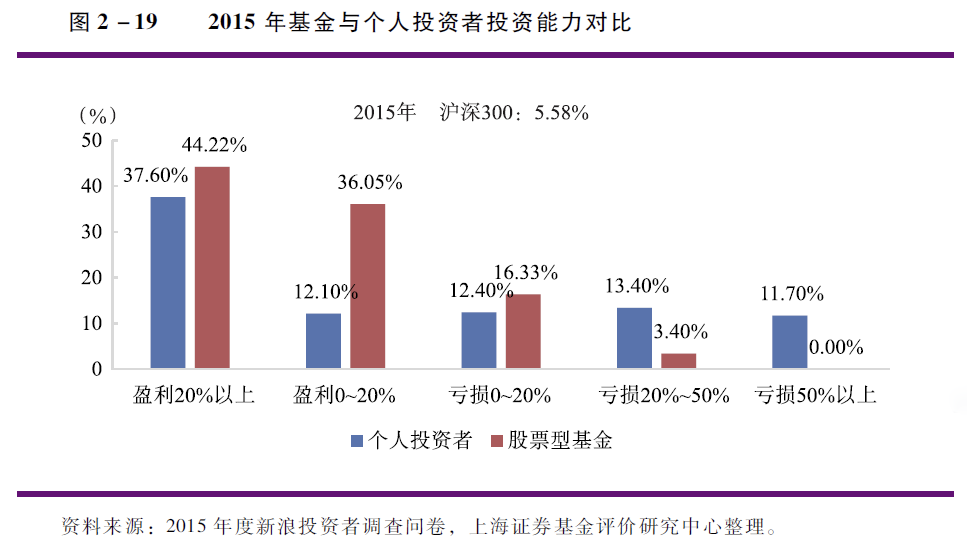 图 2 -19 2015 年基金与个人投资者投资能力对比
2015年 沪深300：5.58%
(%)
50
40
30
20
10
0
37.60%
44.22%
12.10%
36.05%
12.40%
16.33%
13.40%
3.40%
11.70%
0.00%
盈利20%以上
盈利0~20%
亏损0~20%
亏损20%~50%
亏损50%以上
个人投资者
股票型基金
资料来源：2015 年度新浪投资者调查问卷，上海证券基金评价研究中心整理。